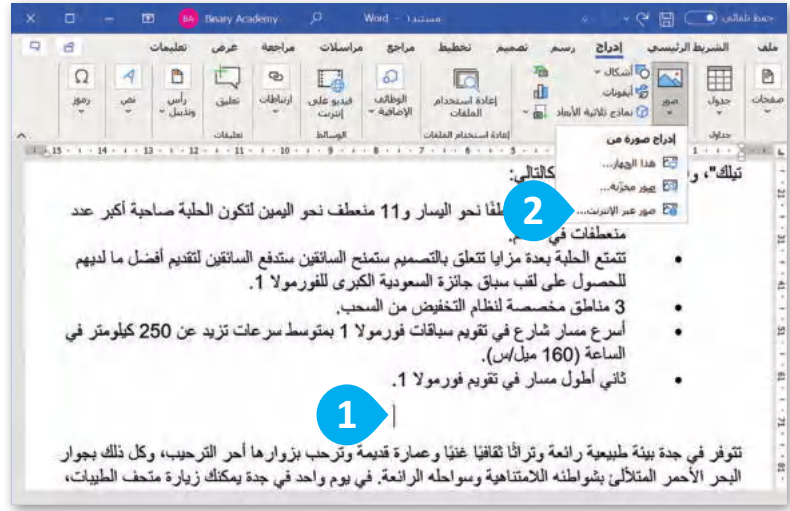 حفظ تلقائي
مستند1 - Word
Binary Academy
BA
ملف
الشريط الرئيسي
إدراج
رسم
تصميم
تخطيط
مراجع
مراسلات
مراجعة
عرض
تعليمات
صفحات
جدول
صور
أشكال
أيقونات
نماذج ثلاثية الأبعاد
إعادة استخدام الملفات
الوظائف الإضافية
فيديو على إنترنت
ارتباطات
تعليق
رأس وتذييل
نص
رموز
جداول
إعادة استخدام الملفات
الوسائط
تعليقات
إدراج صورة من
هذا الجهاز...
صور مخزنة...
صور عبر الإنترنت...
2
تيلك"، و
كالتالي:
نحو اليسار و11 منعطف نحو اليمين لتكون الحلبة صاحبة أكبر عدد
منعطفات في
تتمتع الحلبة بعدة مزايا تتعلق بالتصميم ستمنح السائقين ستدفع السائقين لتقديم أفضل ما لديهم
للحصول على لقب سباق جائزة السعودية الكبرى للفورمولا 1.
3 مناطق مخصصة لنظام التخفيض من السحب.
أسرع مسار شارع في تقويم سباقات فورمولا 1 بمتوسط سرعات تزيد عن 250 كيلومتر في
الساعة (160 ميل/س).
ثاني أطول مسار في تقويم فورمولا 1.
1
تتوفر في جدة بيئة طبيعية رائعة وتراثًا ثقافيًا غنيًا وعمارة قديمة وترحب بزوارها أحر الترحيب، وكل ذلك بجوار
البحر الأحمر المتلألئ بشواطئه اللامتناهية وسواحله الرائعة. في يوم واحد في جدة يمكنك زيارة متحف الطيبات،